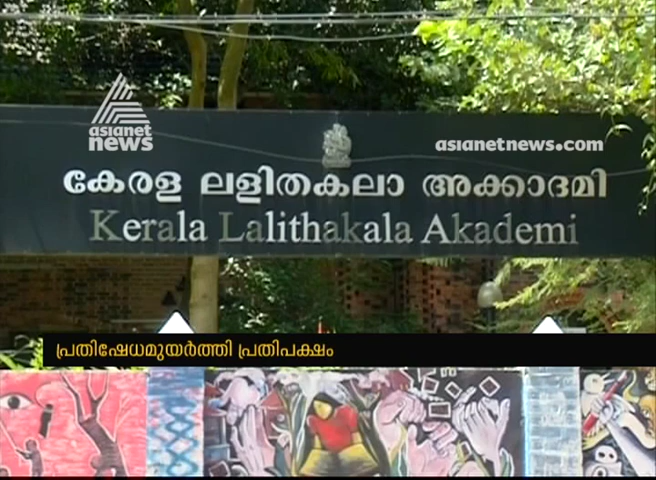 asianet
news
asianetnews.com
കേരള ലളിതകലാ അക്കാദമി
Kerala Lalithakala Akademi
പ്രതിഷേധമുയർത്തി പ്രതിപക്ഷം